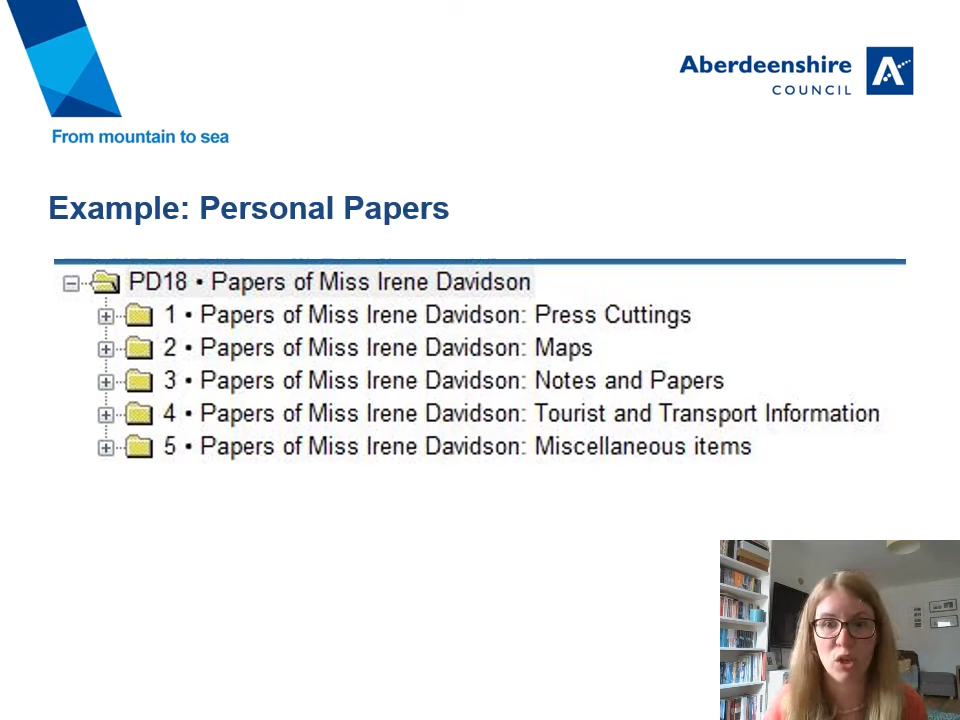 Aberdeenshire
COUNCIL
From mountain to sea
Example: Personal Papers
PD18 • Papers of Miss Irene Davidson
1 • Papers of Miss Irene Davidson: Press Cuttings
2 • Papers of Miss Irene Davidson: Maps
3 • Papers of Miss Irene Davidson: Notes and Papers
4 • Papers of Miss Irene Davidson: Tourist and Transport Information
5 • Papers of Miss Irene Davidson: Miscellaneous items